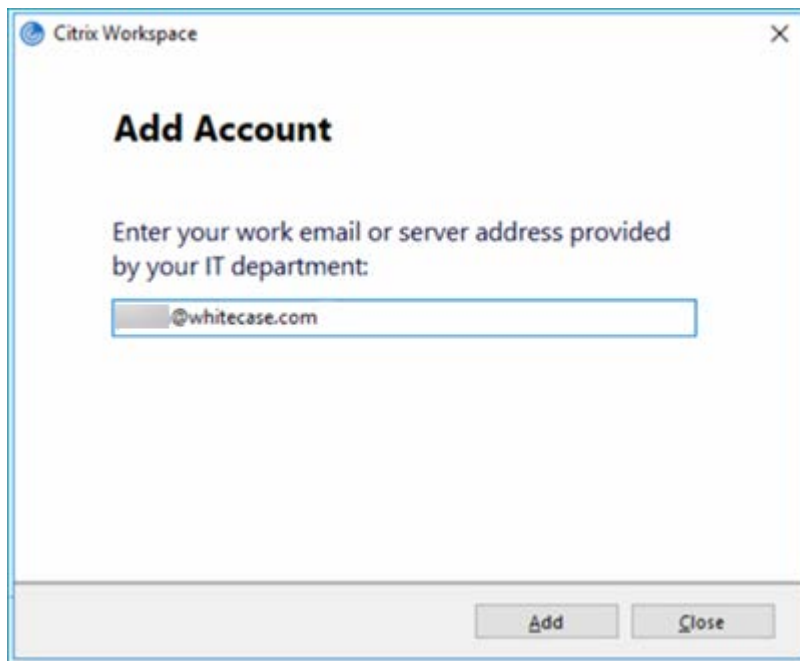 Citrix Workspace
Add Account
Enter your work email or server address provided
by your IT department:
@whitecase.com
Add
Close